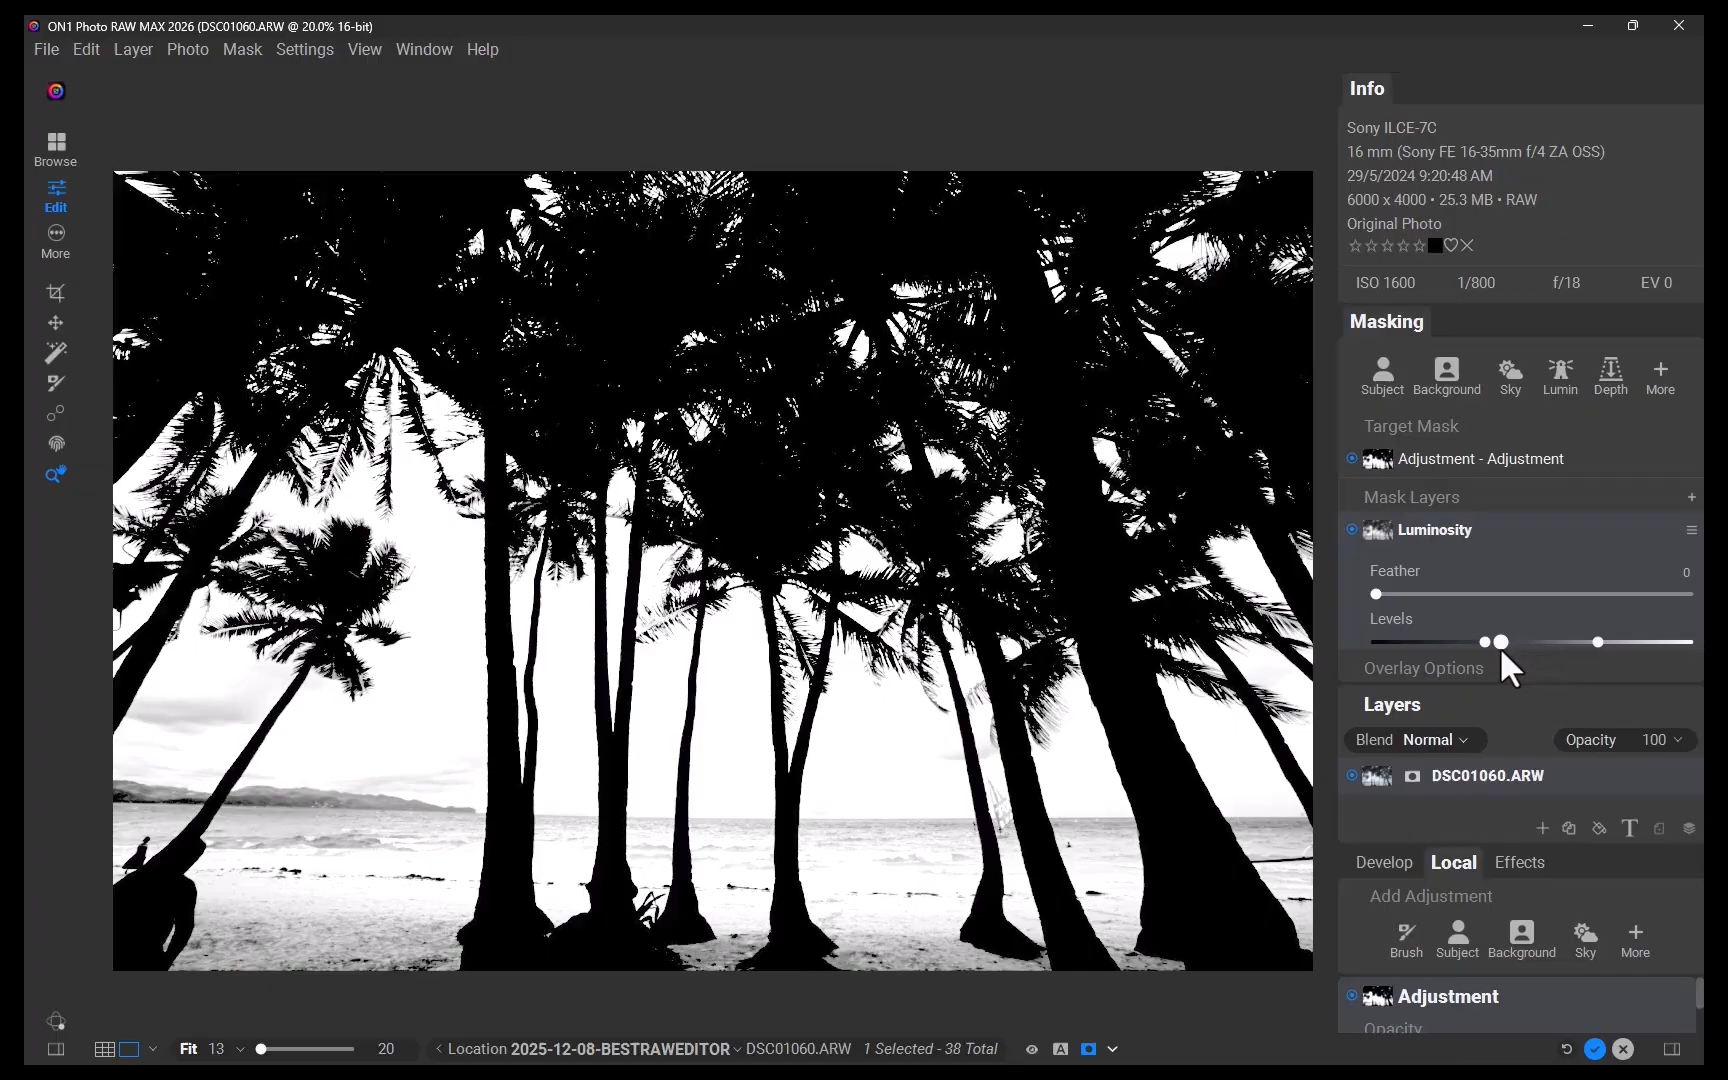 ON1 Photo RAW MAX 2026 (DSC01060.ARW @ 20.0% 16-bit)
File Edit Layer Photo Mask Settings View Window Help
Browse
Edit
More
Info
Sony ILCE-7C
16 mm (Sony FE 16-35mm f/4 ZA OSS)
29/5/2024 9:20:48 AM
6000 x 4000 • 25.3 MB • RAW
Original Photo
ISO 1600 1/800 f/18 EV 0
Masking
Subject Background Sky Lumin Depth More
Target Mask
Adjustment - Adjustment
Mask Layers
Luminosity
Feather 0
Levels
Overlay Options
Layers
Blend Normal Opacity 100
DSC01060.ARW
Develop Local Effects
Add Adjustment
Brush Subject Background Sky More
Adjustment
Opacity
Fit 13 20 < Location 2025-12-08-BESTRAWEDITOR DSC01060.ARW 1 Selected - 38 Total A